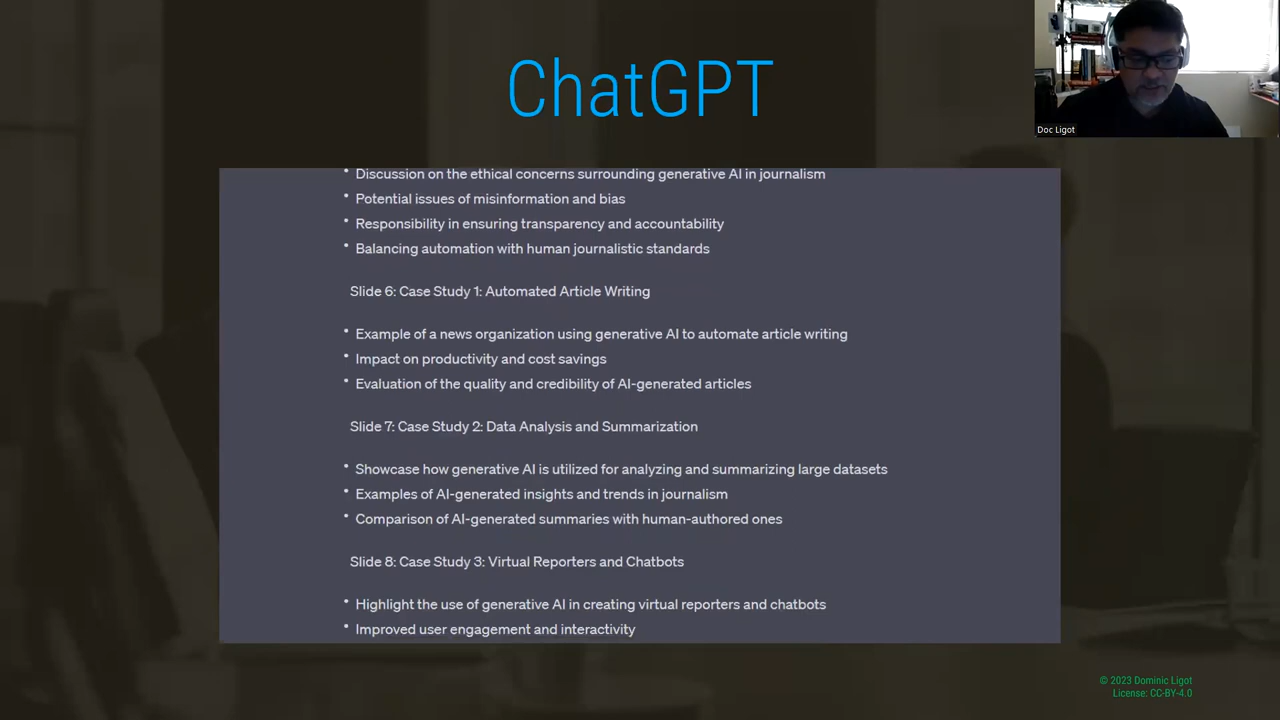 ChatGPT
Doc Ligot
• Discussion on the ethical concerns surrounding generative AI in journalism
• Potential issues of misinformation and bias
• Responsibility in ensuring transparency and accountability
• Balancing automation with human journalistic standards
Slide 6: Case Study 1: Automated Article Writing
• Example of a news organization using generative AI to automate article writing
• Impact on productivity and cost savings
• Evaluation of the quality and credibility of AI-generated articles
Slide 7: Case Study 2: Data Analysis and Summarization
• Showcase how generative AI is utilized for analyzing and summarizing large datasets
• Examples of AI-generated insights and trends in journalism
• Comparison of AI-generated summaries with human-authored ones
Slide 8: Case Study 3: Virtual Reporters and Chatbots
• Highlight the use of generative AI in creating virtual reporters and chatbots
• Improved user engagement and interactivity
© 2023 Dominic Ligot
License: CC-BY-4.0